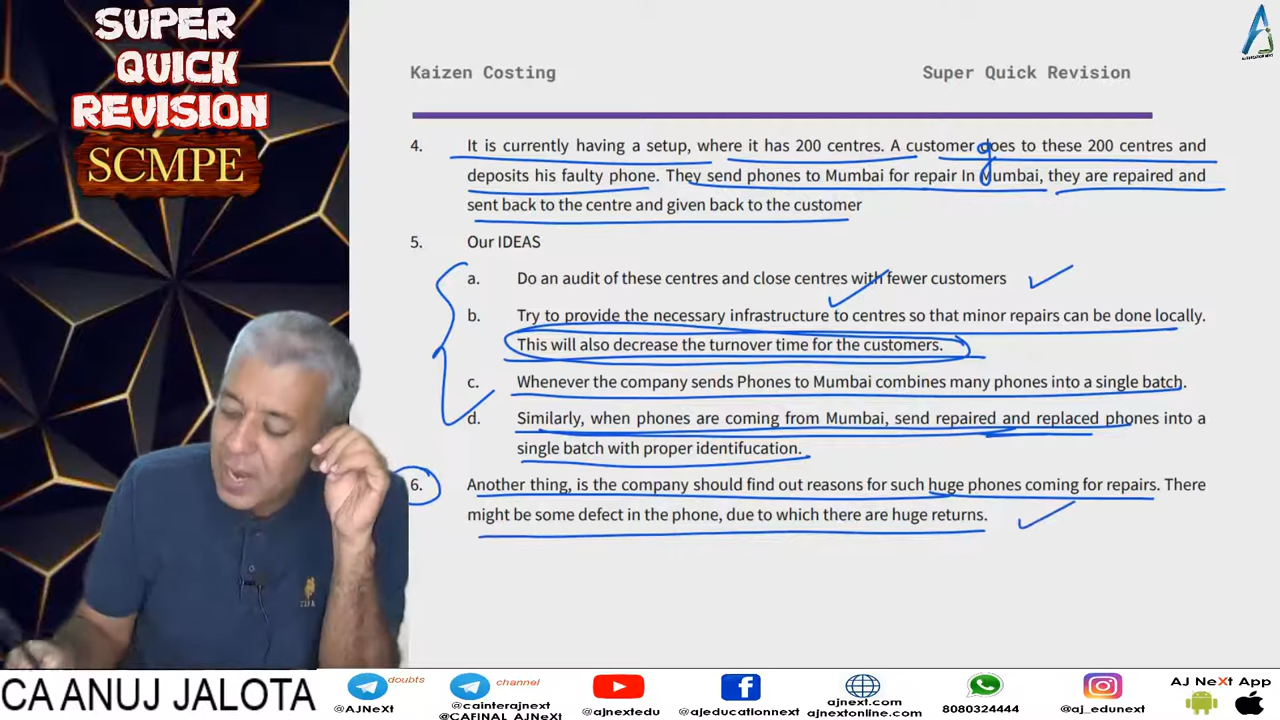 SUPER
QUICK
REVISION
SCMPE
Kaizen Costing
Super Quick Revision
4. It is currently having a setup, where it has 200 centres. A customer goes to these 200 centres and
deposits his faulty phone. They send phones to Mumbai for repair In Mumbai, they are repaired and
sent back to the centre and given back to the customer
5. Our IDEAS
a. Do an audit of these centres and close centres with fewer customers
b. Try to provide the necessary infrastructure to centres so that minor repairs can be done locally.
This will also decrease the turnover time for the customers.
c. Whenever the company sends Phones to Mumbai combines many phones into a single batch.
d. Similarly, when phones are coming from Mumbai, send repaired and replaced phones into a
single batch with proper identifucation.
6. Another thing, is the company should find out reasons for such huge phones coming for repairs. There
might be some defect in the phone, due to which there are huge returns.
CA ANUJ JALOTA
doubts
@AJNeXt
channel
@cainterajnext
@CAFINAL_AJNeXt
@ajnextedu
@ajeducationnext
ajnext.com
ajnextonline.com
8080324444
@aj_edunext
AJ NeXt App